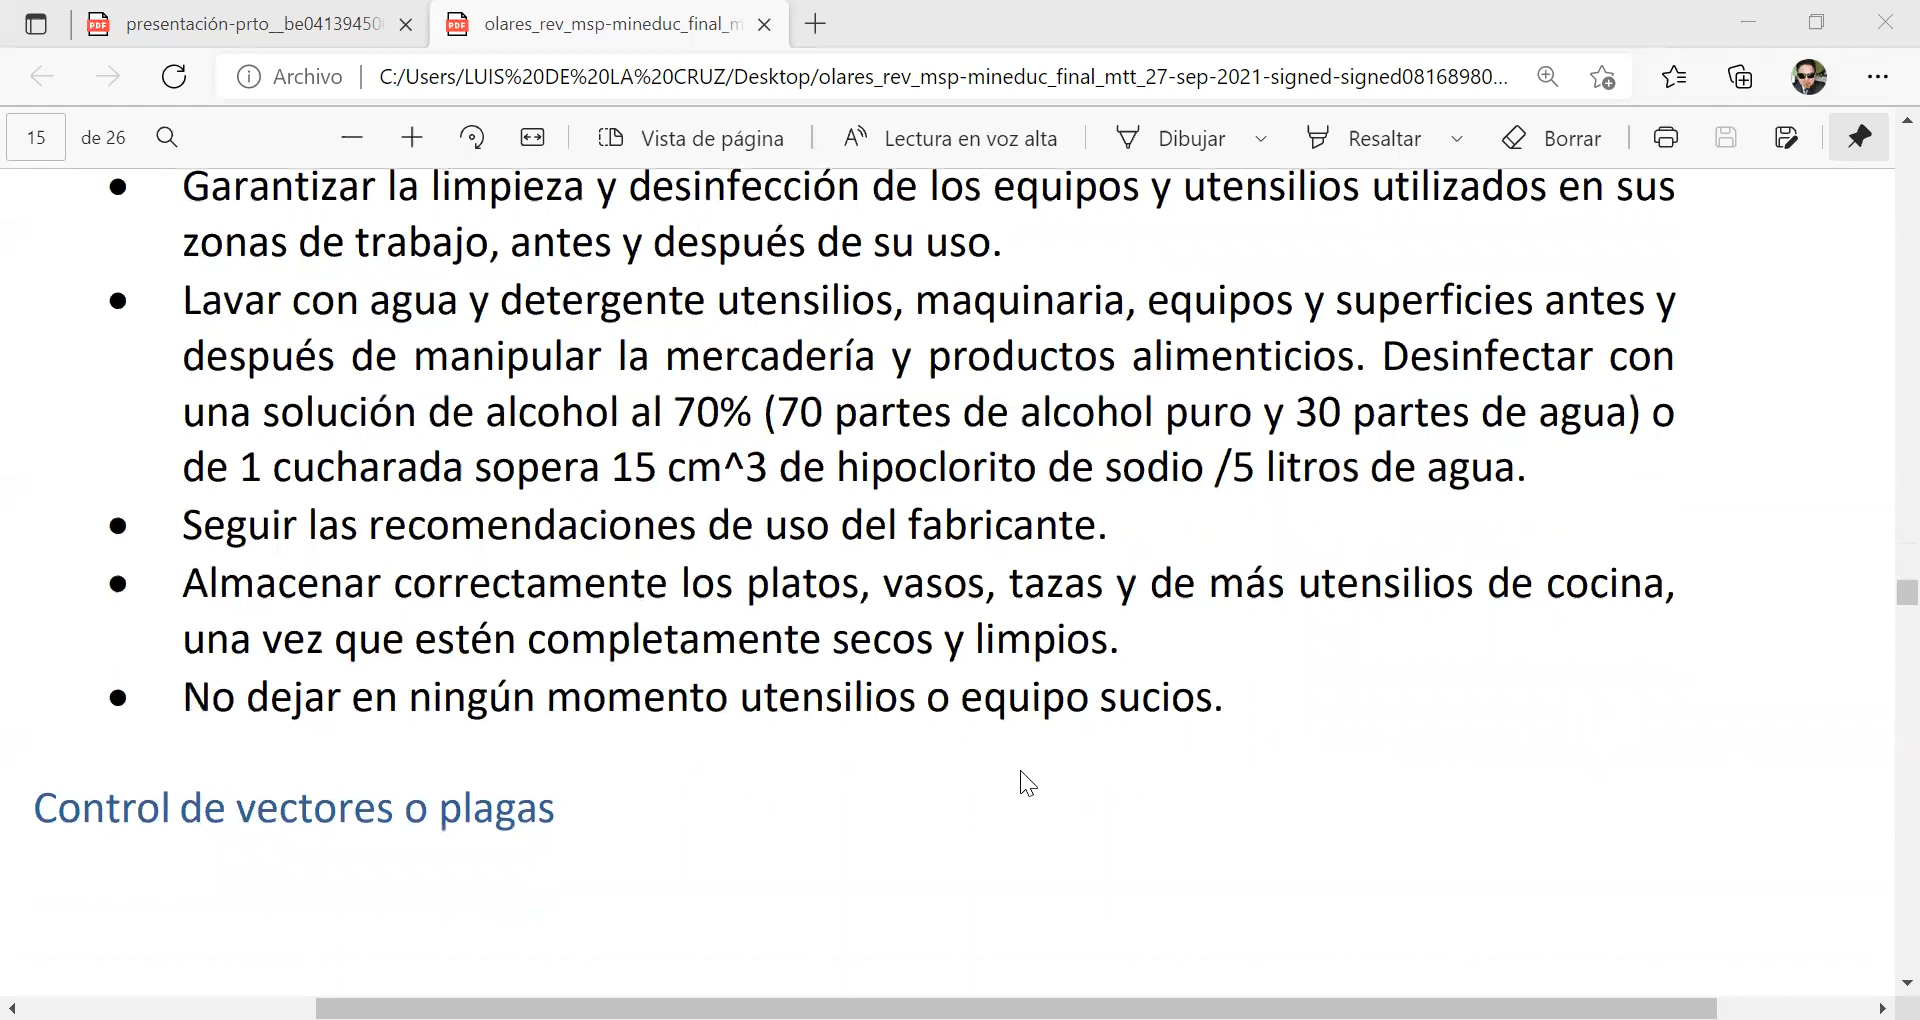 presentación-prto__be04139450
olares_rev_msp-mineduc_final_m
Archivo
C:/Users/LUIS%20DE%20LA%20CRUZ/Desktop/olares_rev_msp-mineduc_final_mtt_27-sep-2021-signed-signed08168980...
15 de 26 Vista de página Lectura en voz alta Dibujar Resaltar Borrar
• Garantizar la limpieza y desinfección de los equipos y utensilios utilizados en sus
zonas de trabajo, antes y después de su uso.
• Lavar con agua y detergente utensilios, maquinaria, equipos y superficies antes y
después de manipular la mercadería y productos alimenticios. Desinfectar con
una solución de alcohol al 70% (70 partes de alcohol puro y 30 partes de agua) o
de 1 cucharada sopera 15 cm^3 de hipoclorito de sodio /5 litros de agua.
• Seguir las recomendaciones de uso del fabricante.
• Almacenar correctamente los platos, vasos, tazas y de más utensilios de cocina,
una vez que estén completamente secos y limpios.
• No dejar en ningún momento utensilios o equipo sucios.
Control de vectores o plagas